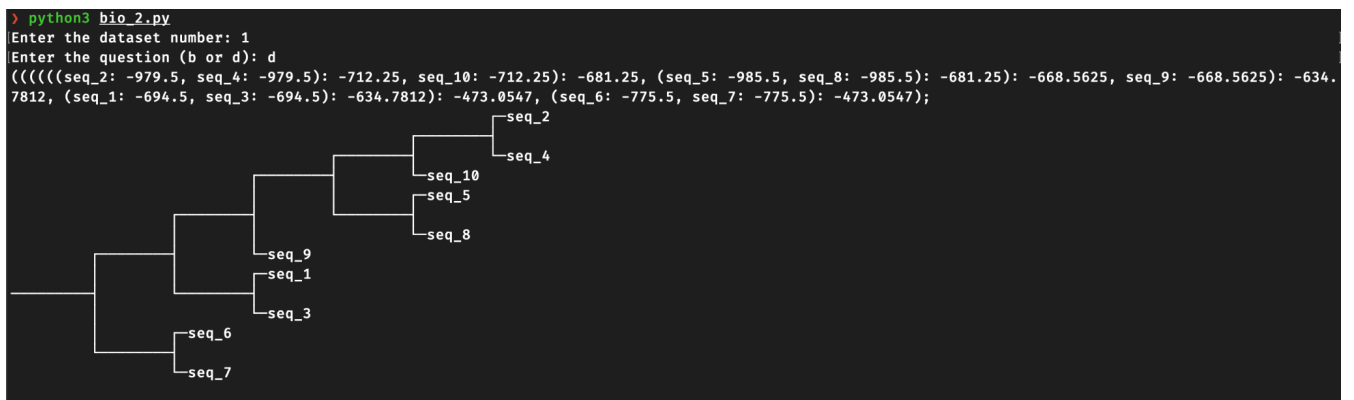 ❯ python3 bio_2.py
[Enter the dataset number: 1
[Enter the question (b or d): d
((((((seq_2: -979.5, seq_4: -979.5): -712.25, seq_10: -712.25): -681.25, (seq_5: -985.5, seq_8: -985.5): -681.25): -668.5625, seq_9: -668.5625): -634.
7812, (seq_1: -694.5, seq_3: -694.5): -634.7812): -473.0547, (seq_6: -775.5, seq_7: -775.5): -473.0547);
seq_2
seq_4
seq_10
seq_5
seq_8
seq_9
seq_1
seq_3
seq_6
seq_7